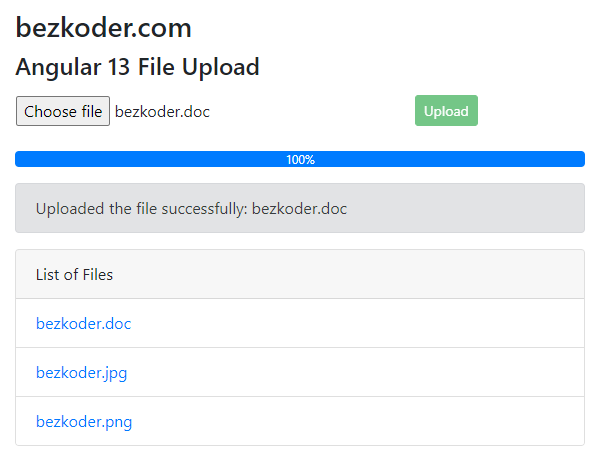 bezkoder.com
Angular 13 File Upload
Choose file bezkoder.doc Upload
100%
Uploaded the file successfully: bezkoder.doc
List of Files
bezkoder.doc
bezkoder.jpg
bezkoder.png